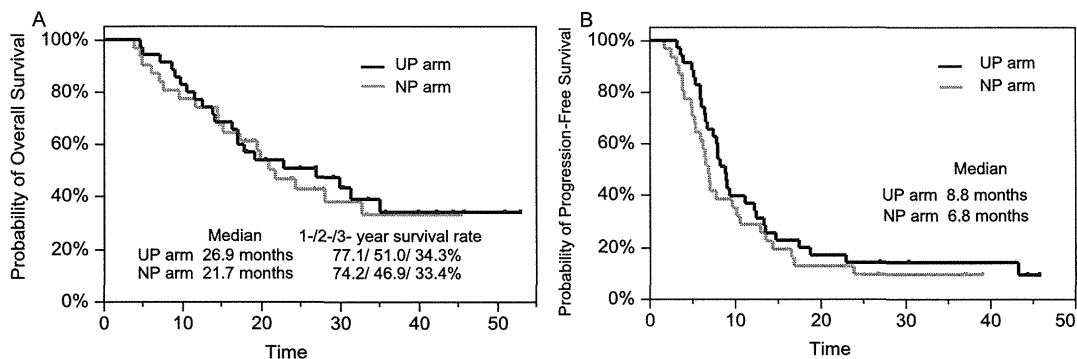 A
Probability of Overall Survival
100%
80%
60%
40%
20%
0%
UP arm
NP arm
Median 1-/2-/3- year survival rate
UP arm 26.9 months 77.1/ 51.0/ 34.3%
NP arm 21.7 months 74.2/ 46.9/ 33.4%
0 10 20 30 40 50
Time
B
Probability of Progression-Free Survival
100%
80%
60%
40%
20%
0%
UP arm
NP arm
Median
UP arm 8.8 months
NP arm 6.8 months
0 10 20 30 40 50
Time